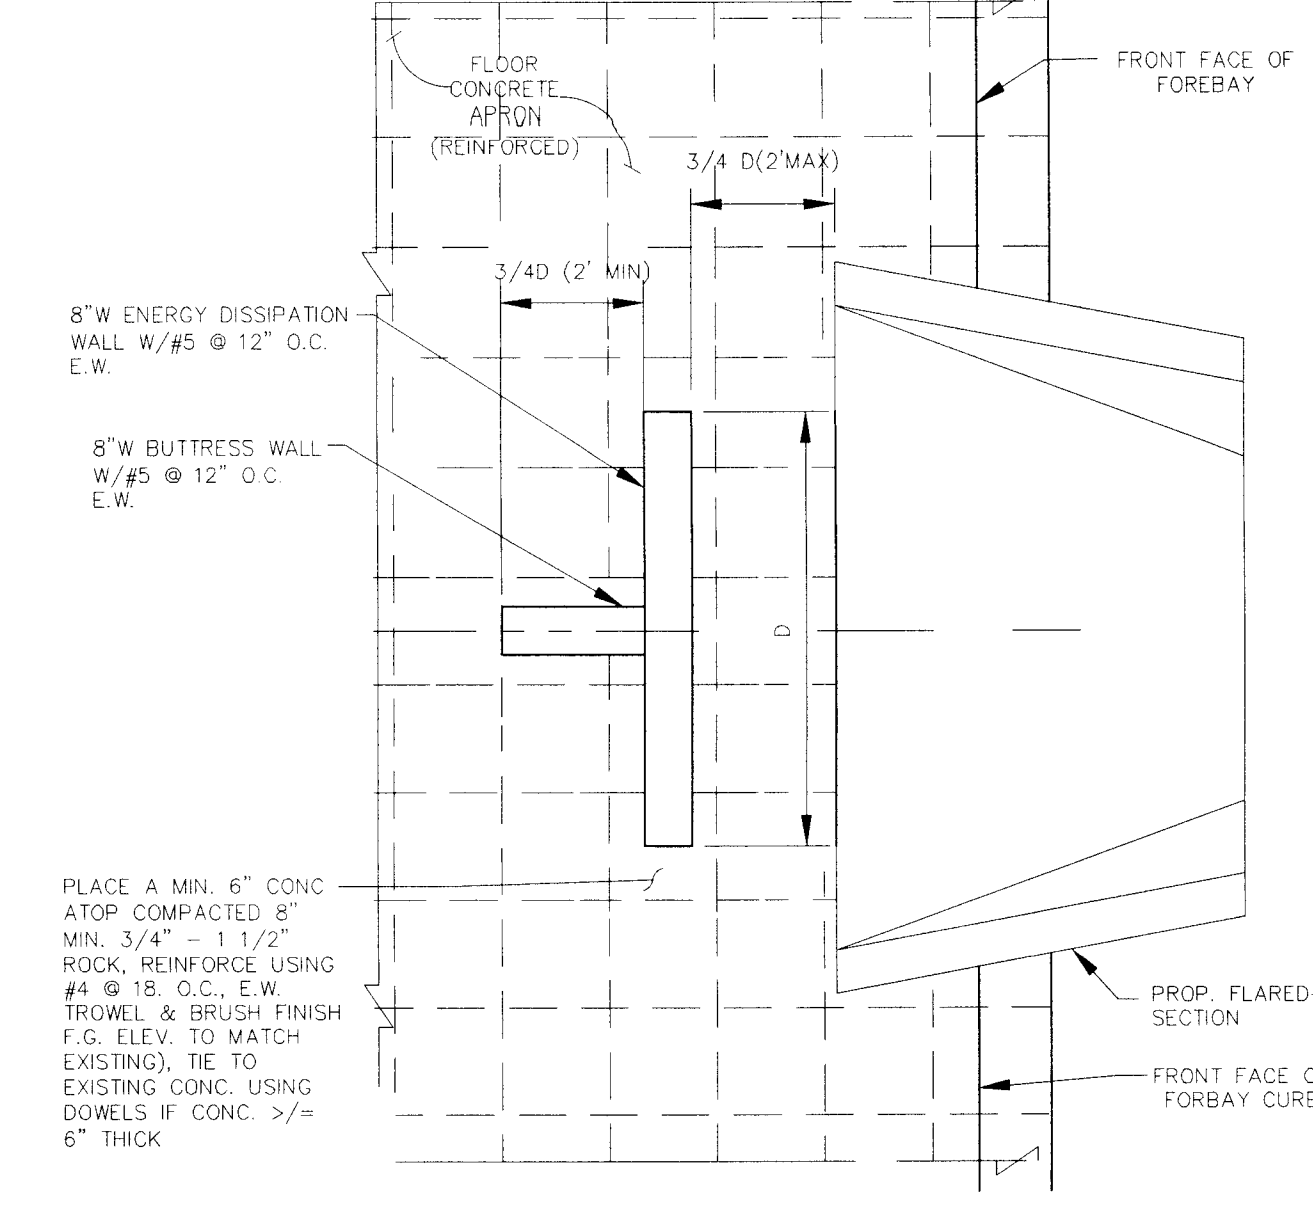 FLOOR
CONCRETE
APRON
(REINFORCED)
FRONT FACE OF
FOREBAY
3/4 D(2'MAX)
3/4D (2' MIN)
8"W ENERGY DISSIPATION
WALL W/#5 @ 12" O.C.
E.W.
8"W BUTTRESS WALL
W/#5 @ 12" O.C.
E.W.
D
PLACE A MIN. 6" CONC
ATOP COMPACTED 8"
MIN. 3/4" - 1 1/2"
ROCK, REINFORCE USING
#4 @ 18. O.C., E.W.
TROWEL & BRUSH FINISH
F.G. ELEV. TO MATCH
EXISTING), TIE TO
EXISTING CONC. USING
DOWELS IF CONC. >/=
6" THICK
PROP. FLARED-
SECTION
FRONT FACE
FORBAY CURB